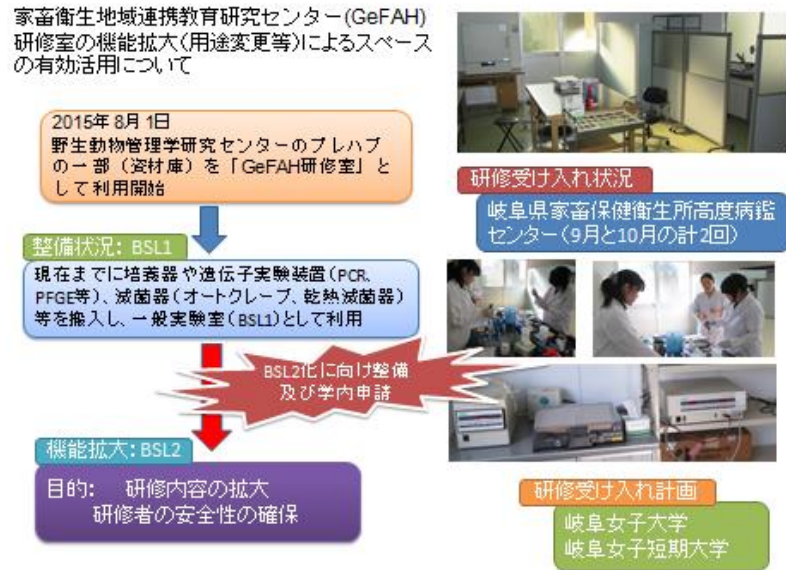 家畜衛生地域連携教育研究センター(GeFAH)
研修室の機能拡大(用途変更等)によるスペース
の有効活用について
2015年 8月 1日
野生動物管理学研究センターのプレハブ
の一部（資材庫）を「GeFAH研修室」と
して利用開始
整備状況: BSL1
現在までに培養器や遺伝子実験装置(PCR,
PFGE等)、滅菌器(オートクレーブ、乾熱滅菌器)
等を搬入し、一般実験室(BSL1)として利用
BSL2化に向け整備
及び学内申請
機能拡大: BSL2
目的: 研修内容の拡大
研修者の安全性の確保
研修受け入れ状況
岐阜県家畜保健衛生所高度病鑑
センター(9月と10月の計2回)
研修受け入れ計画
岐阜女子大学
岐阜女子短期大学